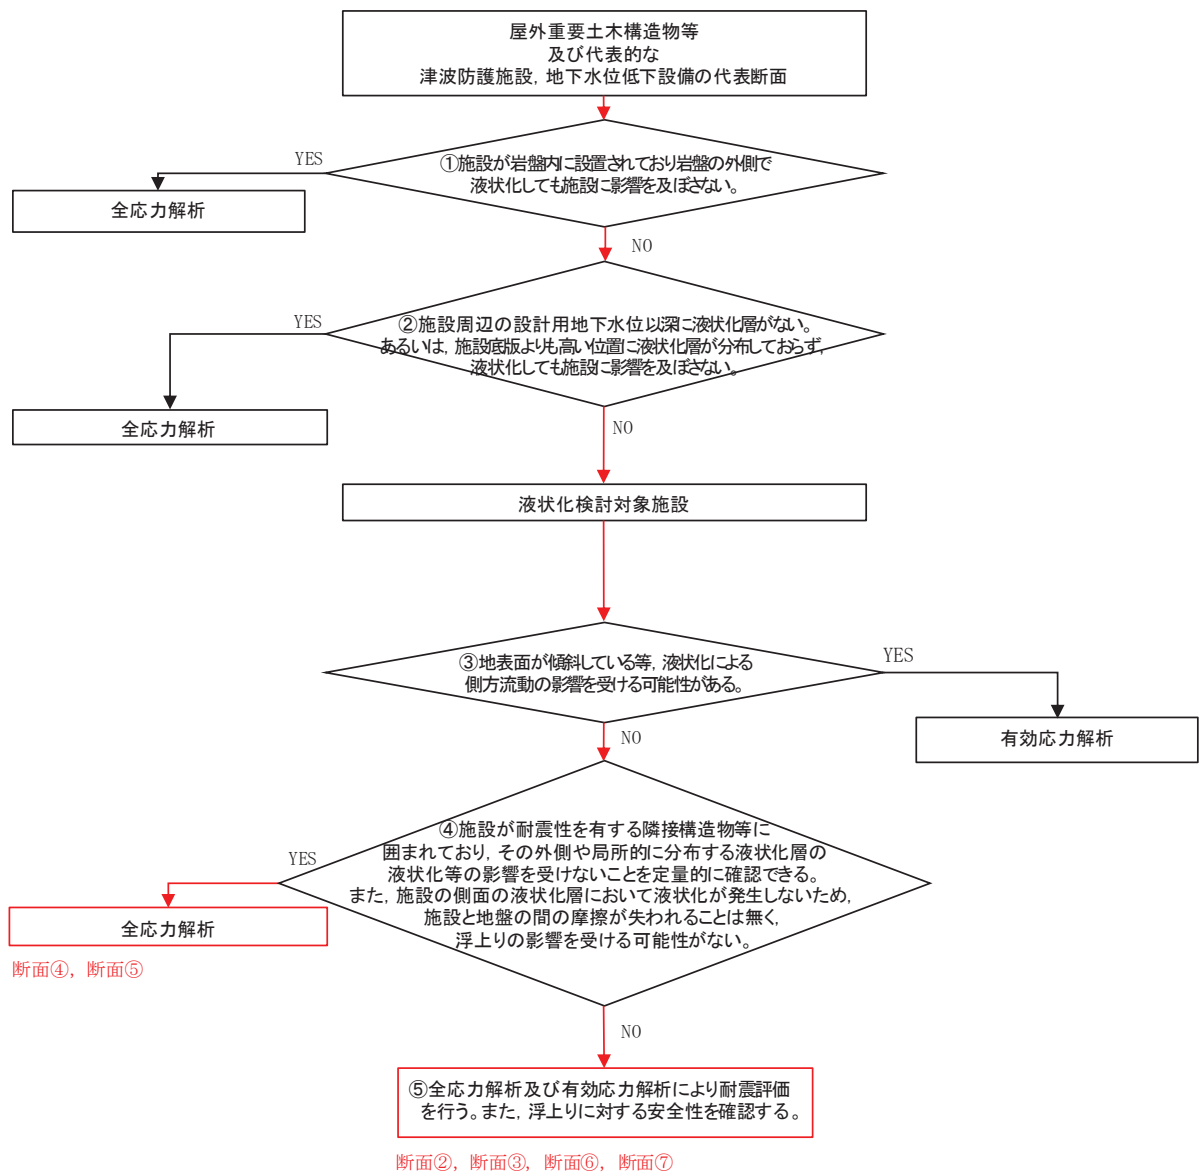 屋外重要土木構造物等
及び代表的な
津波防護施設，地下水位低下設備の代表断面
①施設が岩盤内に設置されており岩盤の外側で
液状化しても施設に影響を及ぼさない。
YES
全応力解析
NO
②施設周辺の設計用地下水位以深に液状化層がない。
あるいは，施設底版よりも高い位置に液状化層が分布しておらず，
液状化しても施設に影響を及ぼさない。
YES
全応力解析
NO
液状化検討対象施設
③地表面が傾斜している等，液状化による
側方流動の影響を受ける可能性がある。
YES
有効応力解析
NO
④施設が耐震性を有する隣接構造物等に
囲まれており，その外側や局所的に分布する液状化層の
液状化等の影響を受けないことを定量的に確認できる。
また，施設の側面の液状化層において液状化が発生しないため，
施設と地盤の間の摩擦が失われることは無く，
浮上りの影響を受ける可能性がない。
YES
全応力解析
断面④，断面⑤
NO
⑤全応力解析及び有効応力解析により耐震評価
を行う。また，浮上りに対する安全性を確認する。
断面②，断面③，断面⑥，断面⑦